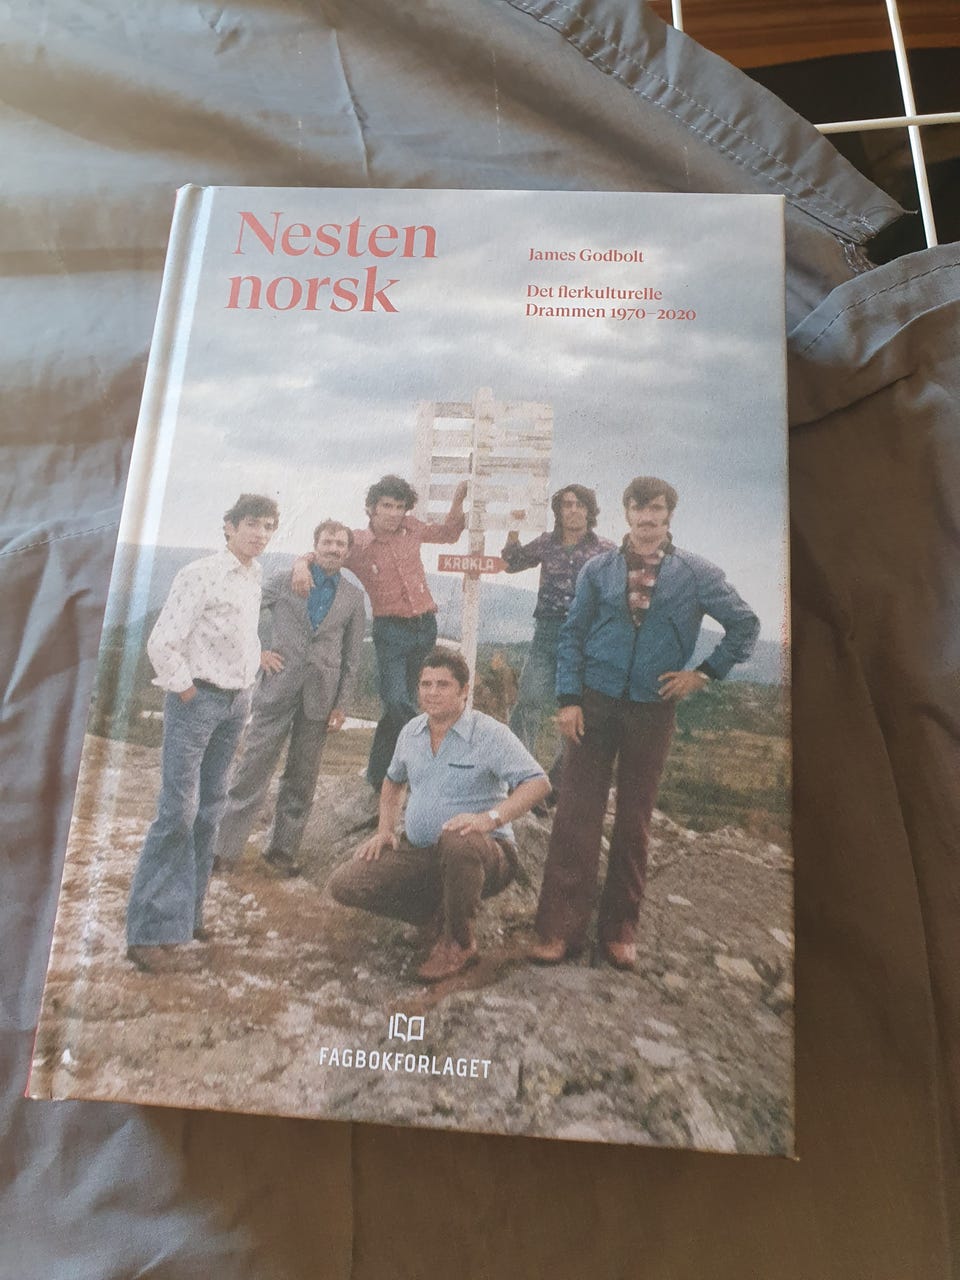 Nesten
norsk
James Godbolt
Det flerkulturelle
Drammen 1970–2020
KRØKLA
FAGBOKFORLAGET